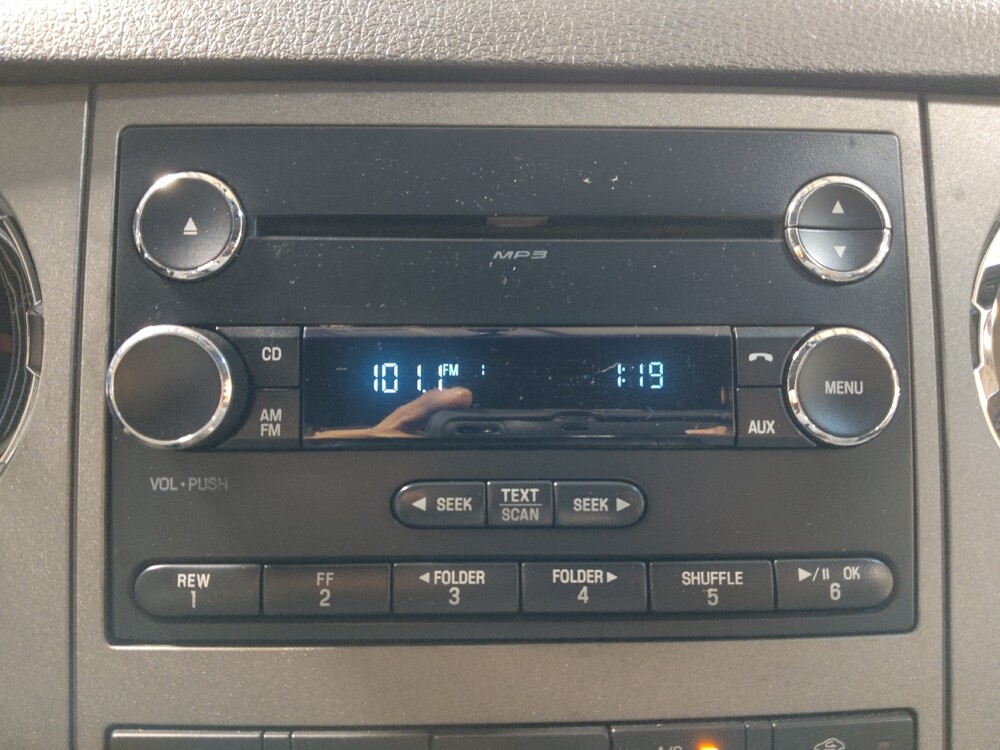 MP3
CD
101.1 FM 1
1:19
AM
FM
MENU
AUX
VOL • PUSH
◀ SEEK
TEXT
SCAN
SEEK ▶
REW
1
FF
2
◀ FOLDER
3
FOLDER ▶
4
SHUFFLE
5
▶/II OK
6
A/C